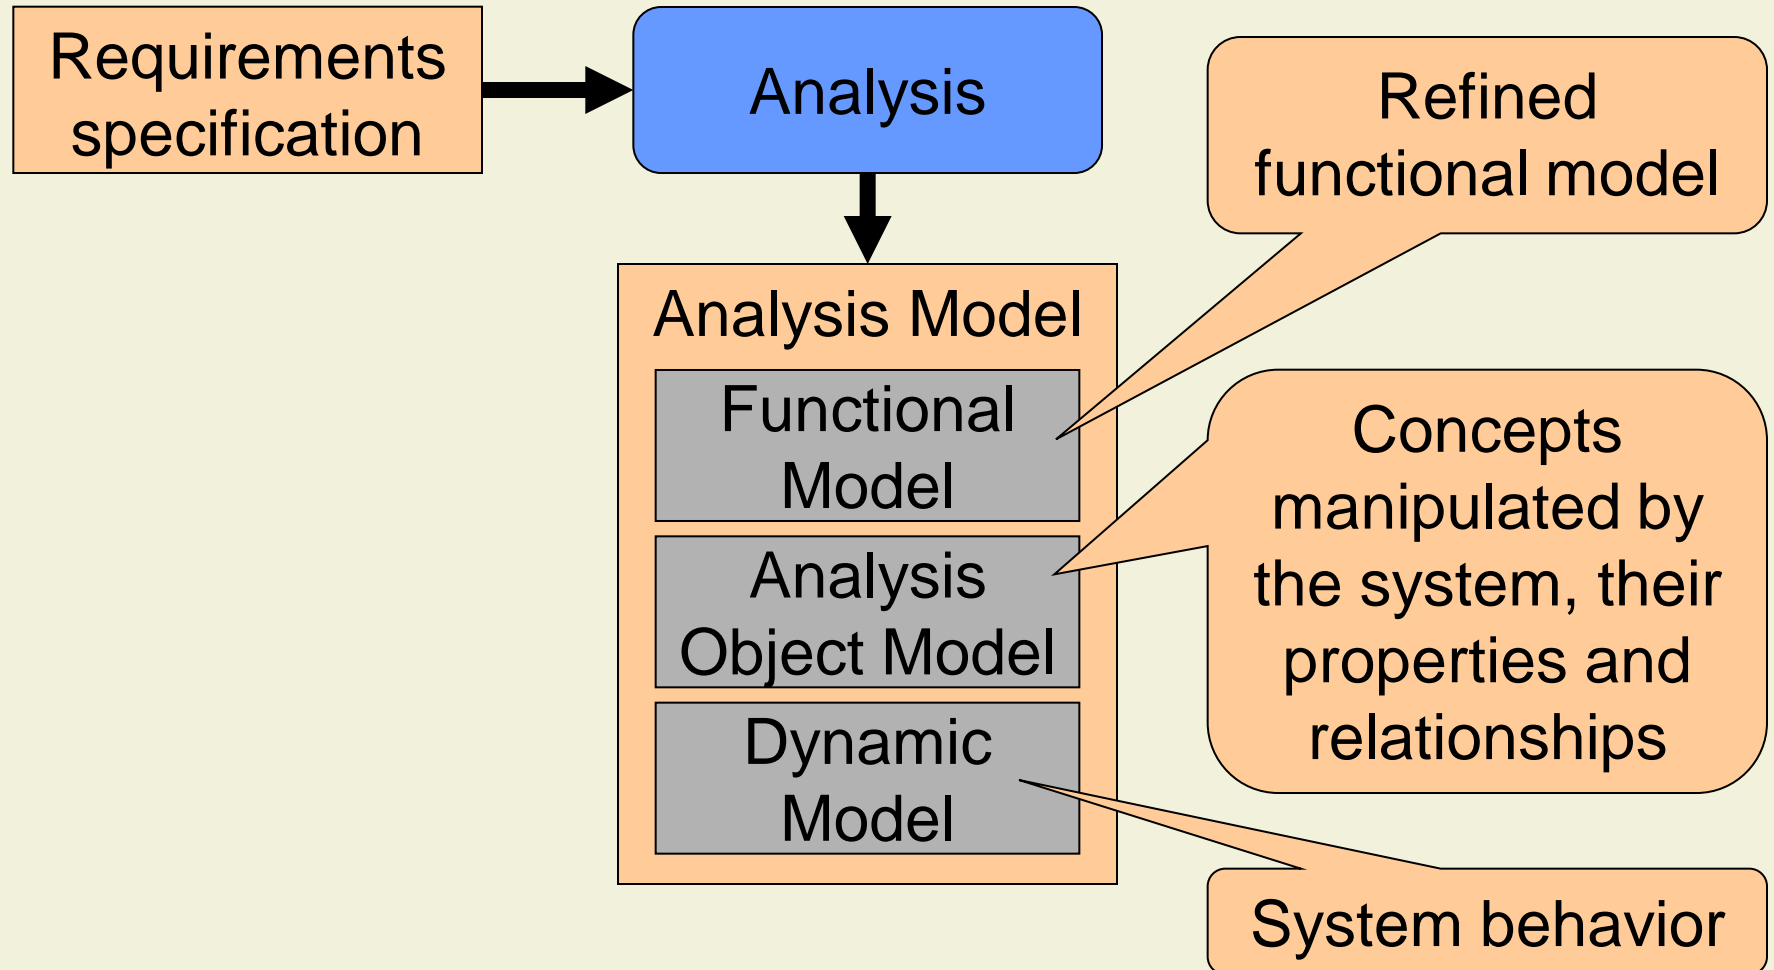 Requirements
specification
Analysis
Refined
functional model
Analysis Model
Functional
Model
Concepts
manipulated by
the system, their
properties and
relationships
Analysis
Object Model
Dynamic
Model
System behavior